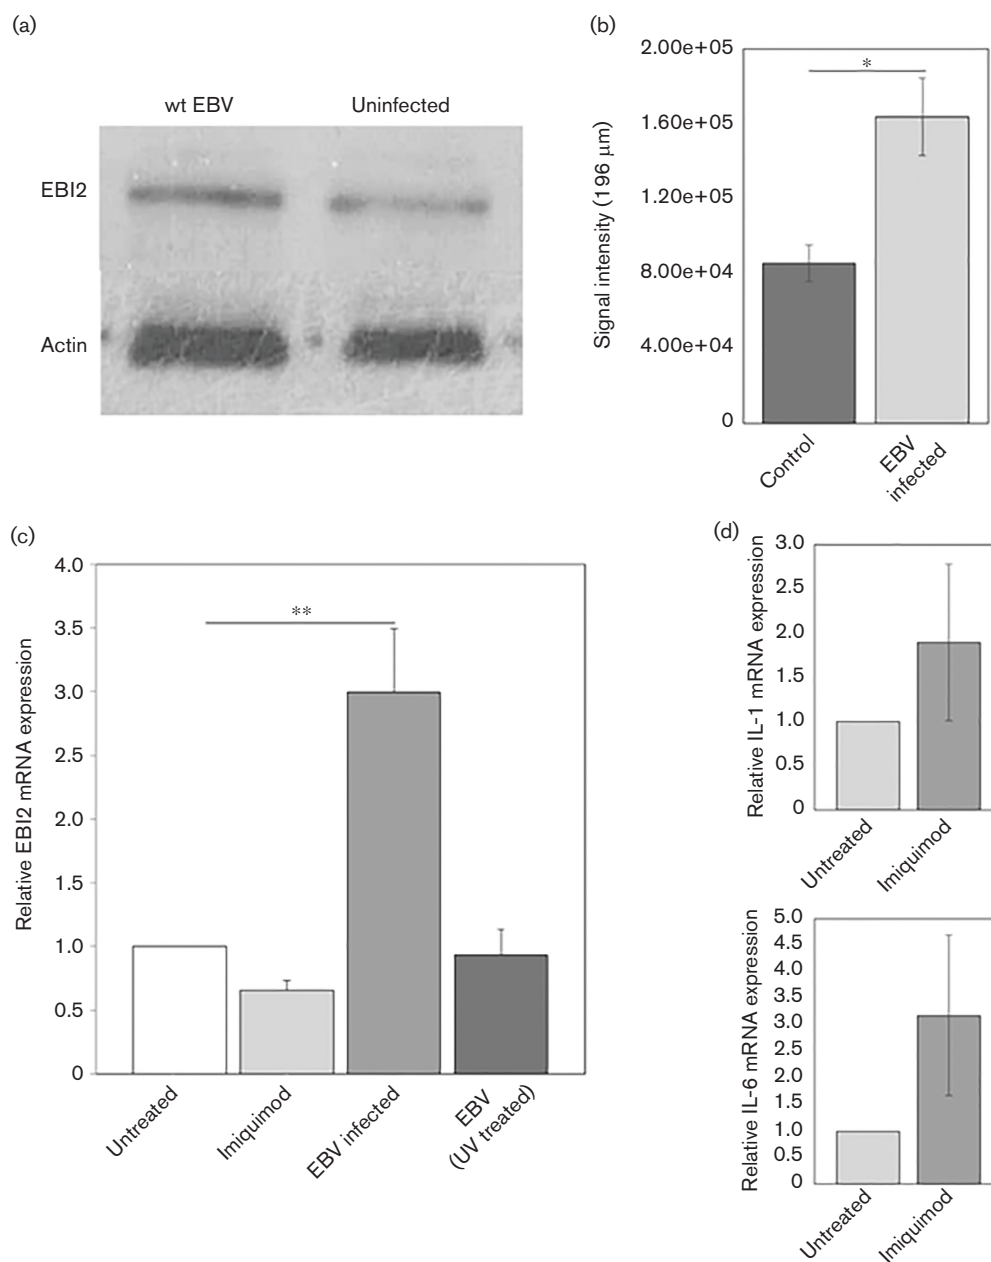 (a)
wt EBV
Uninfected
EBI2
Actin
(b)
Signal intensity (196 µm)
2.00e+05
1.60e+05
1.20e+05
8.00e+04
4.00e+04
0
*
Control
EBV
infected
(c)
Relative EBI2 mRNA expression
4.0
3.5
3.0
2.5
2.0
1.5
1.0
0.5
0
**
Untreated
Imiquimod
EBV infected
EBV
(UV treated)
(d)
Relative IL-1 mRNA expression
3.0
2.5
2.0
1.5
1.0
0.5
0
Untreated
Imiquimod
Relative IL-6 mRNA expression
5.0
4.5
4.0
3.5
3.0
2.5
2.0
1.5
1.0
0.5
0
Untreated
Imiquimod